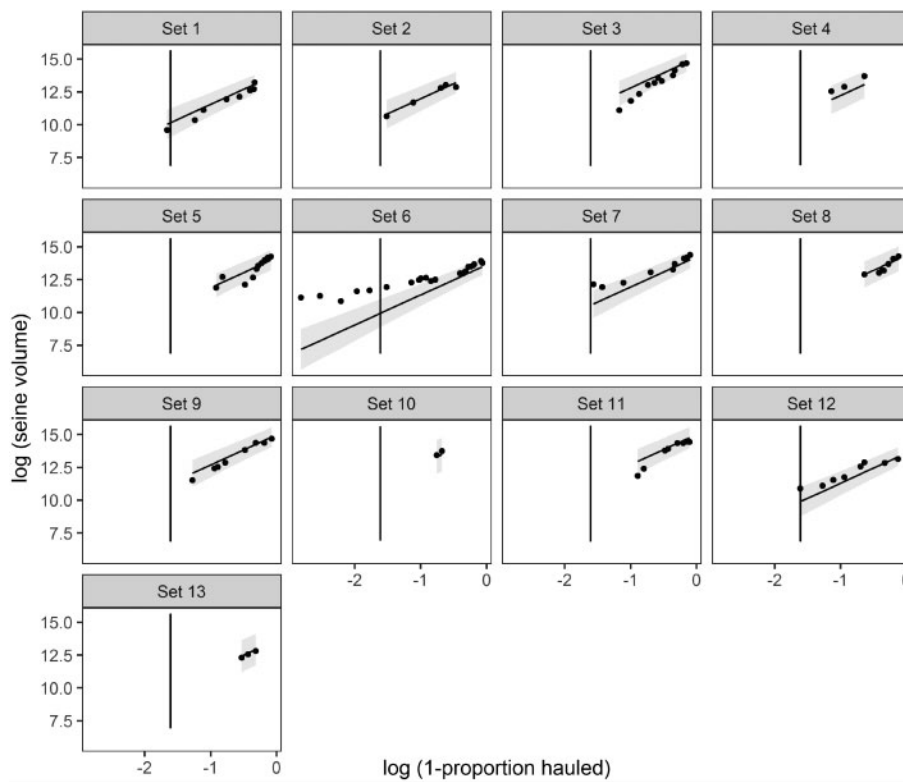 Set 1 Set 2 Set 3 Set 4
15.0
12.5
10.0
7.5
Set 5 Set 6 Set 7 Set 8
15.0
12.5
10.0
7.5
log (seine volume)
Set 9 Set 10 Set 11 Set 12
15.0
12.5
10.0
7.5
-2 -1 0 -2 -1 0 -2 -1 0
Set 13
15.0
12.5
10.0
7.5
-2 -1 0
log (1-proportion hauled)